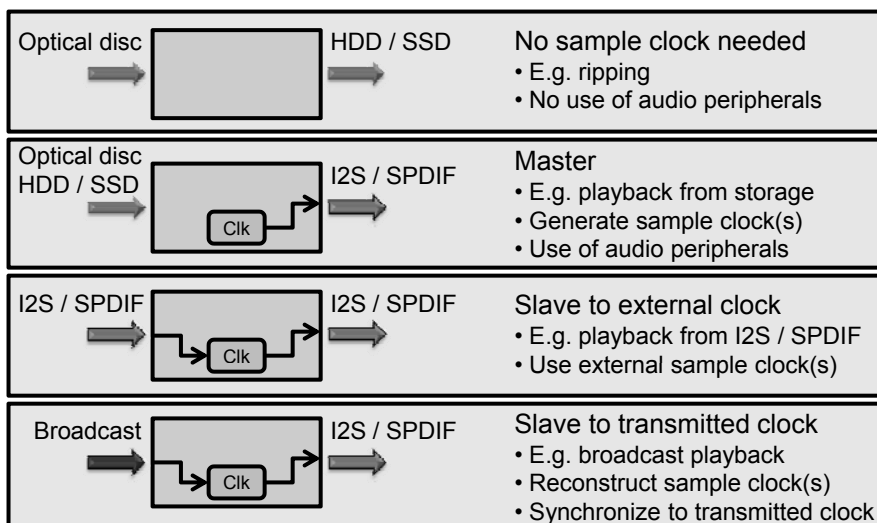 Optical disc
HDD / SSD
No sample clock needed
• E.g. ripping
• No use of audio peripherals
Optical disc
HDD / SSD
I2S / SPDIF
Clk
Master
• E.g. playback from storage
• Generate sample clock(s)
• Use of audio peripherals
I2S / SPDIF
I2S / SPDIF
Clk
Slave to external clock
• E.g. playback from I2S / SPDIF
• Use external sample clock(s)
Broadcast
I2S / SPDIF
Clk
Slave to transmitted clock
• E.g. broadcast playback
• Reconstruct sample clock(s)
• Synchronize to transmitted clock